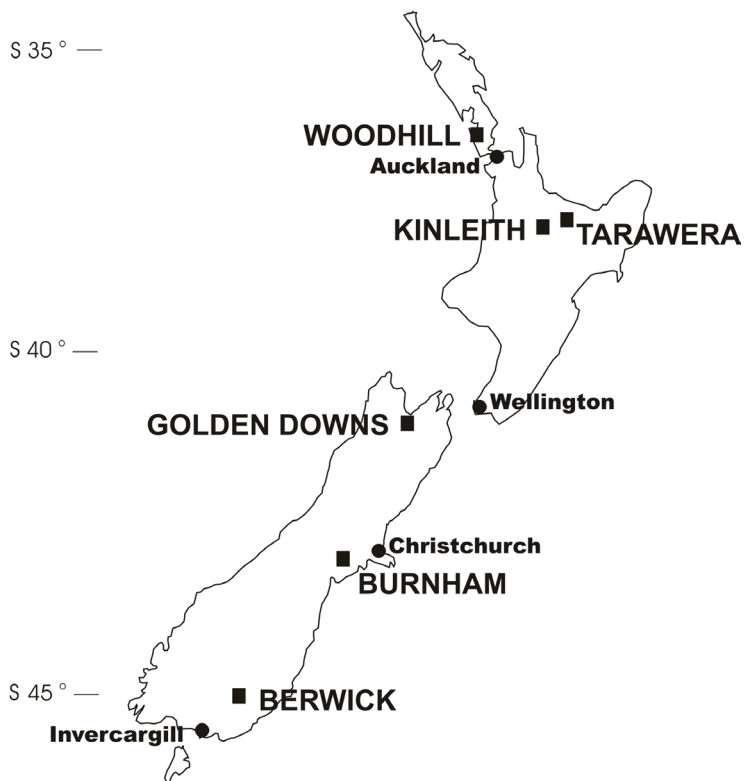 S 35°
WOODHILL
Auckland
KINLEITH
TARAWERA
S 40°
Wellington
GOLDEN DOWNS
Christchurch
BURNHAM
S 45°
BERWICK
Invercargill